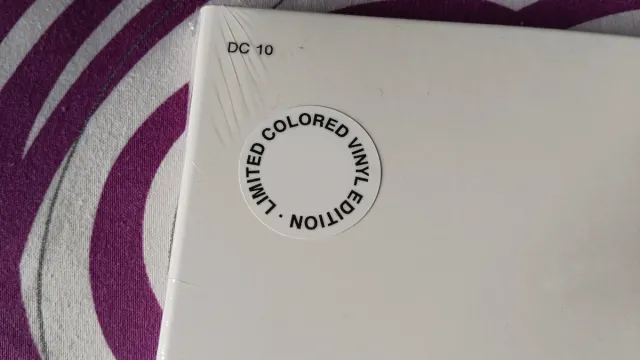 DC 10
LIMITED COLORED VINYL EDITION ·